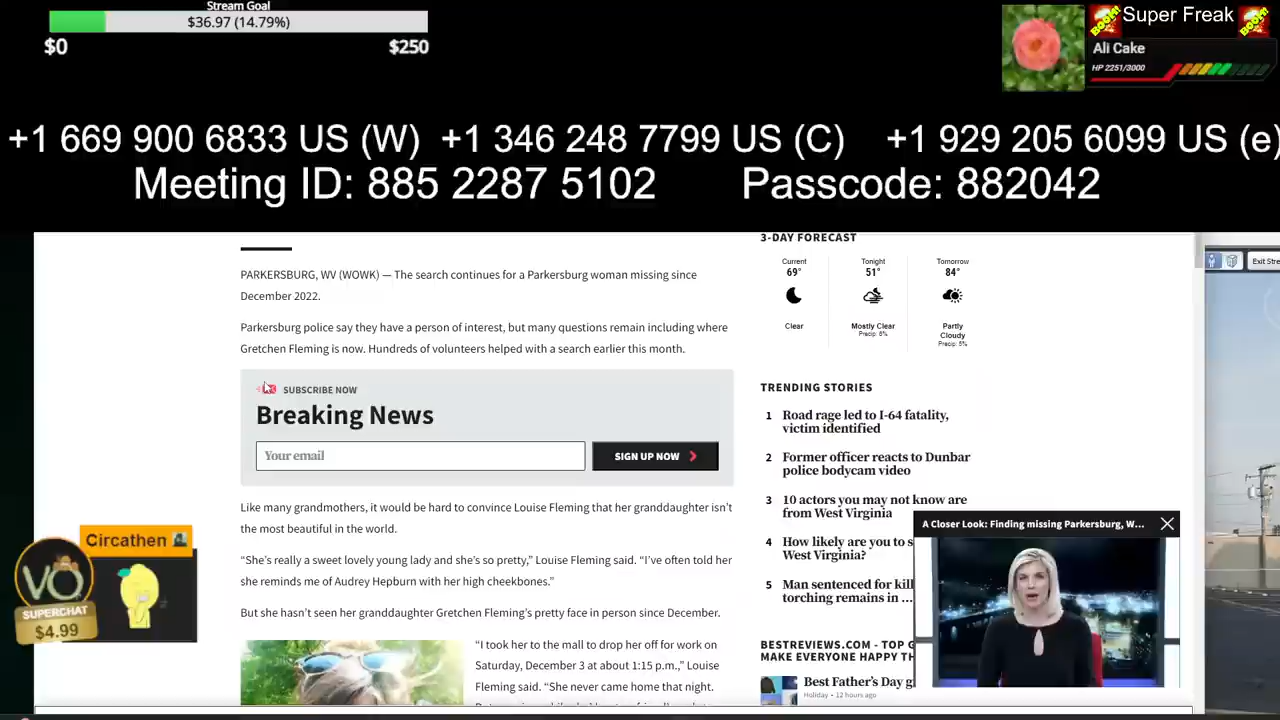 Stream Goal
$36.97 (14.79%)
$0
$250
Super Freak
BOOM!
BOOM!
Ali Cake
HP 2251/3000
+1 669 900 6833 US (W) +1 346 248 7799 US (C) +1 929 205 6099 US (e)
Meeting ID: 885 2287 5102 Passcode: 882042
PARKERSBURG, WV (WOWK) — The search continues for a Parkersburg woman missing since
December 2022.
Parkersburg police say they have a person of interest, but many questions remain including where
Gretchen Fleming is now. Hundreds of volunteers helped with a search earlier this month.
SUBSCRIBE NOW
Breaking News
Your email
SIGN UP NOW
Like many grandmothers, it would be hard to convince Louise Fleming that her granddaughter isn't
the most beautiful in the world.
“She's really a sweet lovely young lady and she's so pretty,” Louise Fleming said. “I've often told her
she reminds me of Audrey Hepburn with her high cheekbones.”
But she hasn't seen her granddaughter Gretchen Fleming's pretty face in person since December.
“I took her to the mall to drop her off for work on
Saturday, December 3 at about 1:15 p.m.,” Louise
Fleming said. “She never came home that night.
3-DAY FORECAST
Current
69°
Clear
Tonight
51°
Mostly Clear
Precip: 6%
Tomorrow
84°
Partly
Cloudy
Precip: 5%
TRENDING STORIES
1 Road rage led to I-64 fatality,
victim identified
2 Former officer reacts to Dunbar
police bodycam video
3 10 actors you may not know are
from West Virginia
4 How likely are you to s
West Virginia?
5 Man sentenced for kill
torching remains in ...
BESTREVIEWS.COM - TOP G
MAKE EVERYONE HAPPY TH
Best Father's Day g
Holiday • 12 hours ago
A Closer Look: Finding missing Parkersburg, W...
Exit Stre
Circathen
VO
SUPERCHAT
$4.99